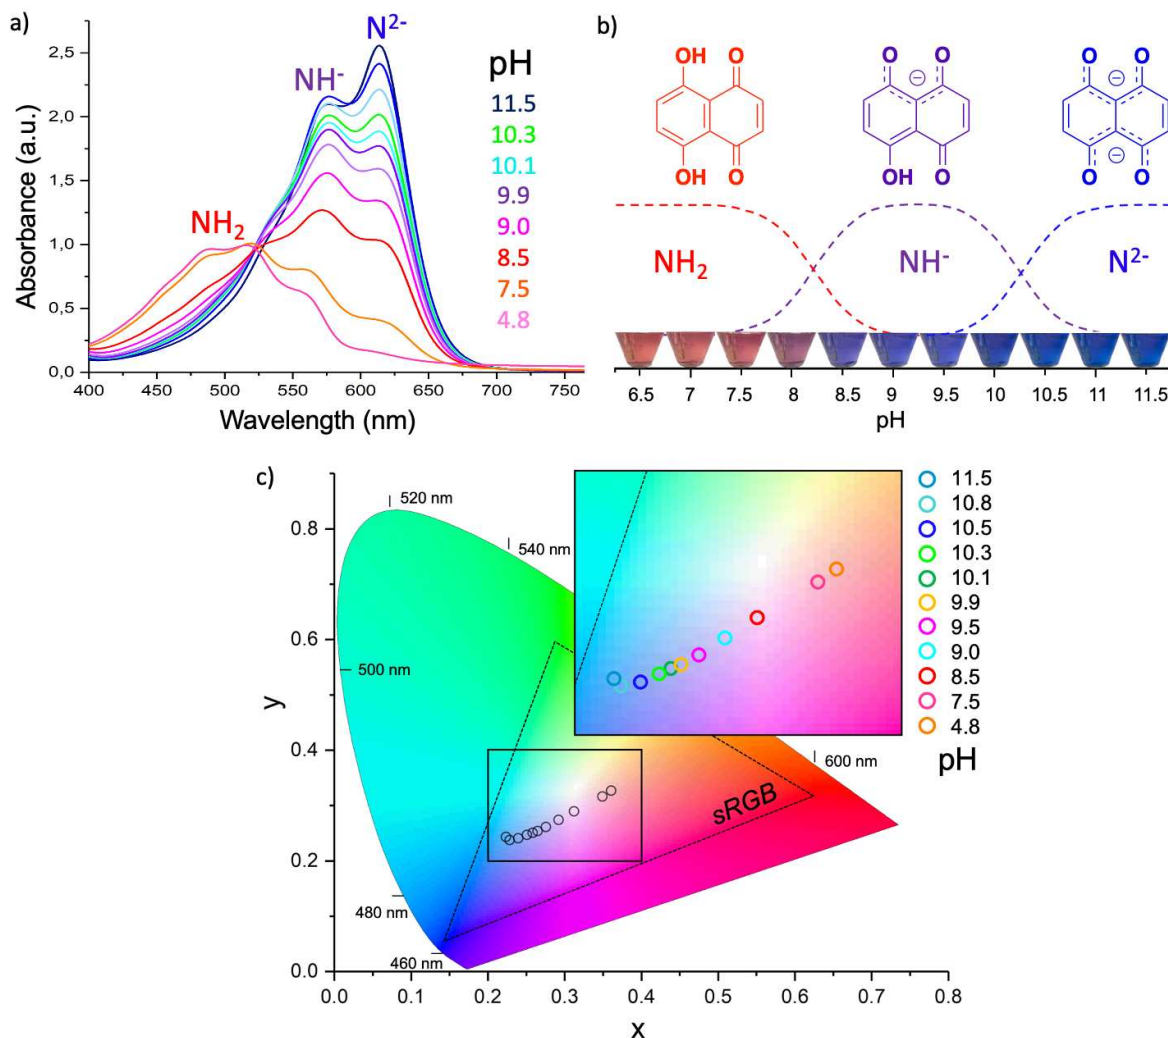 a)
Absorbance (a.u.)
2,5
2,0
1,5
1,0
0,5
0,0
400 450 500 550 600 650 700 750
Wavelength (nm)
NH₂
NH⁻
N²⁻
pH
11.5
10.3
10.1
9.9
9.0
8.5
7.5
4.8
b)
OH O
OH O
O ⊖ O
OH O
O ⊖ O
O ⊖ O
NH₂ NH⁻ N²⁻
6.5 7 7.5 8 8.5 9 9.5 10 10.5 11 11.5
pH
c)
y
0.8
0.6
0.4
0.2
0.0
0.0 0.1 0.2 0.3 0.4 0.5 0.6 0.7 0.8
x
520 nm
540 nm
500 nm
480 nm
460 nm
600 nm
sRGB
11.5
10.8
10.5
10.3
10.1
9.9
9.5
9.0
8.5
7.5
4.8
pH